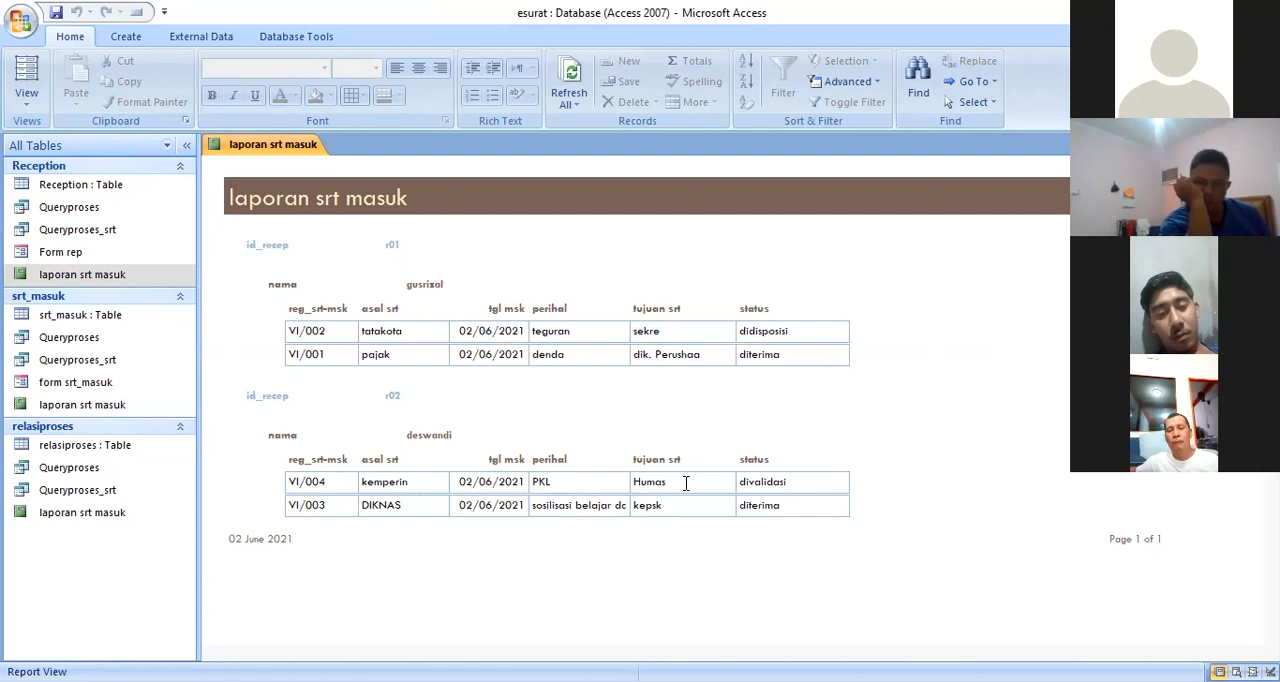 esurat : Database (Access 2007) - Microsoft Access
Home Create External Data Database Tools
View Paste Cut Copy Format Painter
Views Clipboard Font Rich Text
Refresh All New Save Delete Totals Spelling More
Records
Filter Selection Advanced Toggle Filter
Sort & Filter
Find Replace Go To Select
Find
All Tables
Reception
Reception : Table
Queryproses
Queryproses_srt
Form rep
laporan srt masuk
srt_masuk
srt_masuk : Table
Queryproses
Queryproses_srt
form srt_masuk
laporan srt masuk
relasiproses
relasiproses : Table
Queryproses
Queryproses_srt
laporan srt masuk
laporan srt masuk
laporan srt masuk
id_recep r01
nama gusrizal
reg_srt-msk asal srt tgl msk perihal tujuan srt status
VI/002 tatakota 02/06/2021 teguran sekre didisposisi
VI/001 pajak 02/06/2021 denda dik. Perushaa diterima
id_recep r02
nama deswandi
reg_srt-msk asal srt tgl msk perihal tujuan srt status
VI/004 kemperin 02/06/2021 PKL Humas divalidasi
VI/003 DIKNAS 02/06/2021 sosilisasi belajar dc kepsk diterima
02 June 2021 Page 1 of 1
Report View